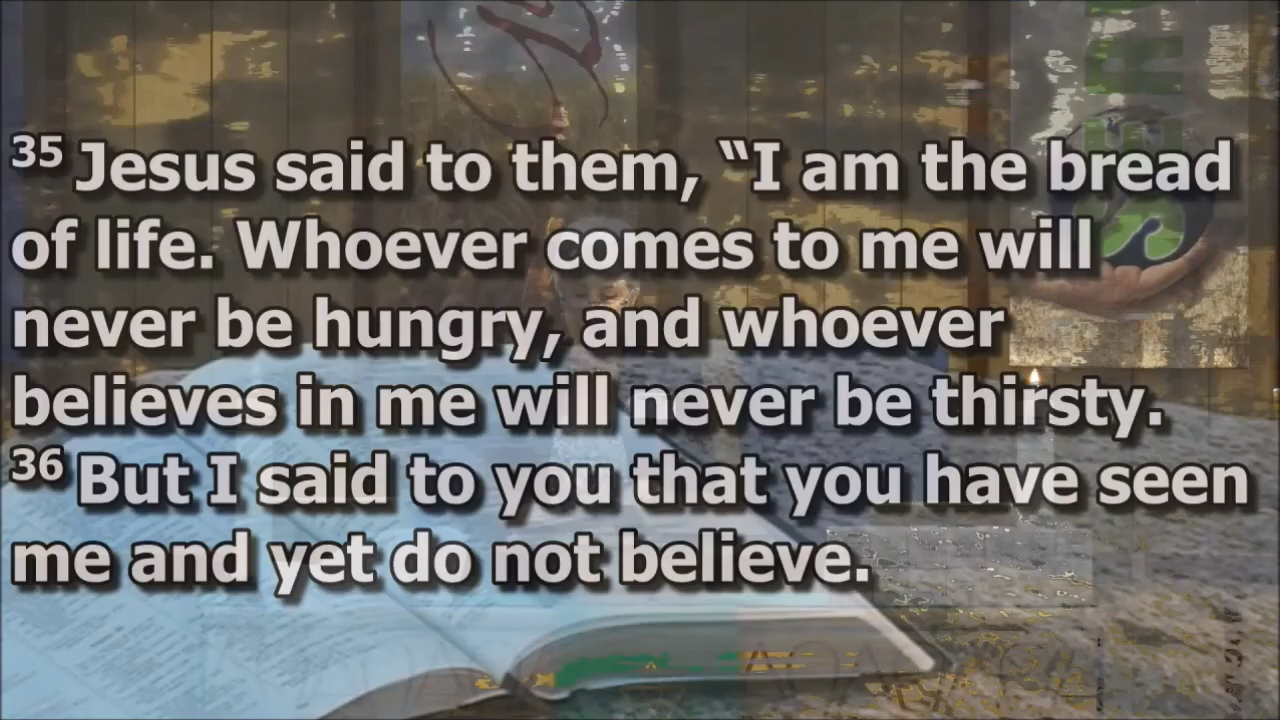 35 Jesus said to them, “I am the bread
of life. Whoever comes to me will
never be hungry, and whoever
believes in me will never be thirsty.
36 But I said to you that you have seen
me and yet do not believe.